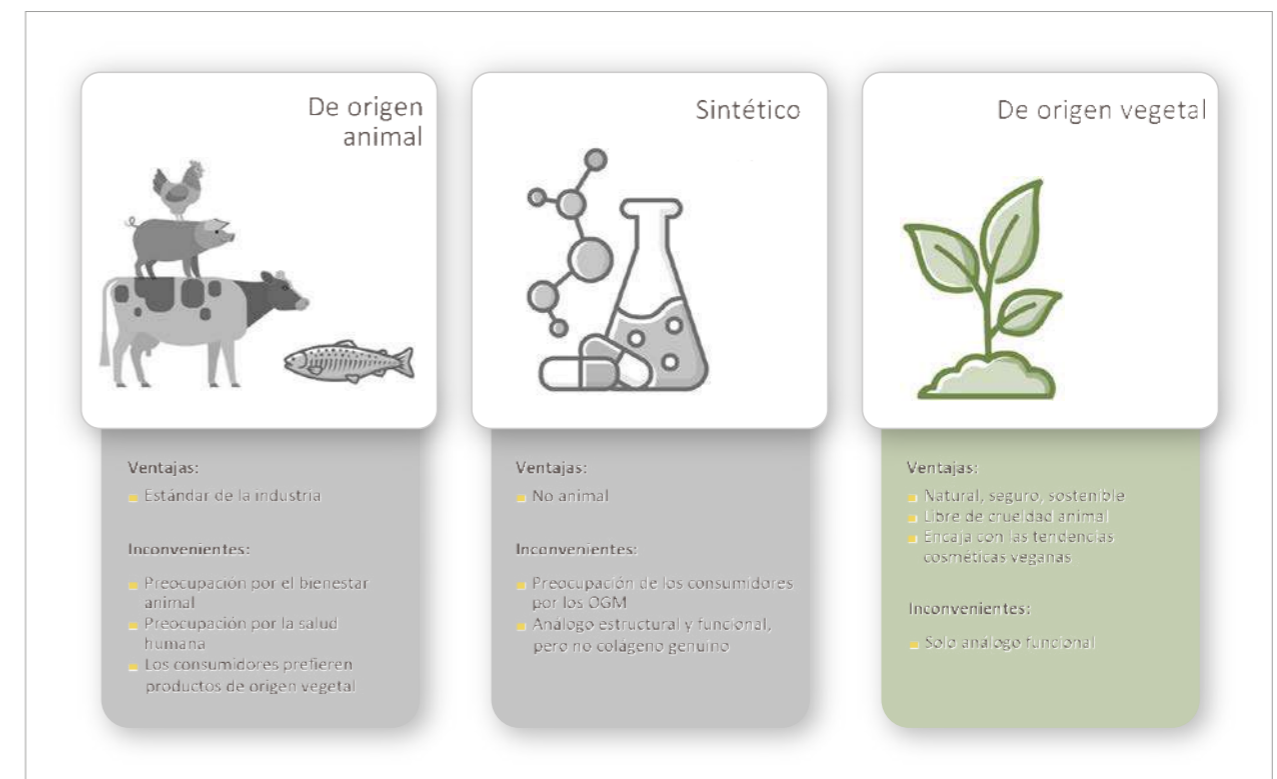 De origen
animal
Ventajas:
Estándar de la industria
Inconvenientes:
Preocupación por el bienestar
animal
Preocupación por la salud
humana
Los consumidores prefieren
productos de origen vegetal
Sintético
Ventajas:
No animal
Inconvenientes:
Preocupación de los consumidores
por los OGM
Análogo estructural y funcional,
pero no colágeno genuino
De origen vegetal
Ventajas:
Natural, seguro, sostenible
Libre de crueldad animal
Encaja con las tendencias
cosméticas veganas
Inconvenientes:
Solo análogo funcional